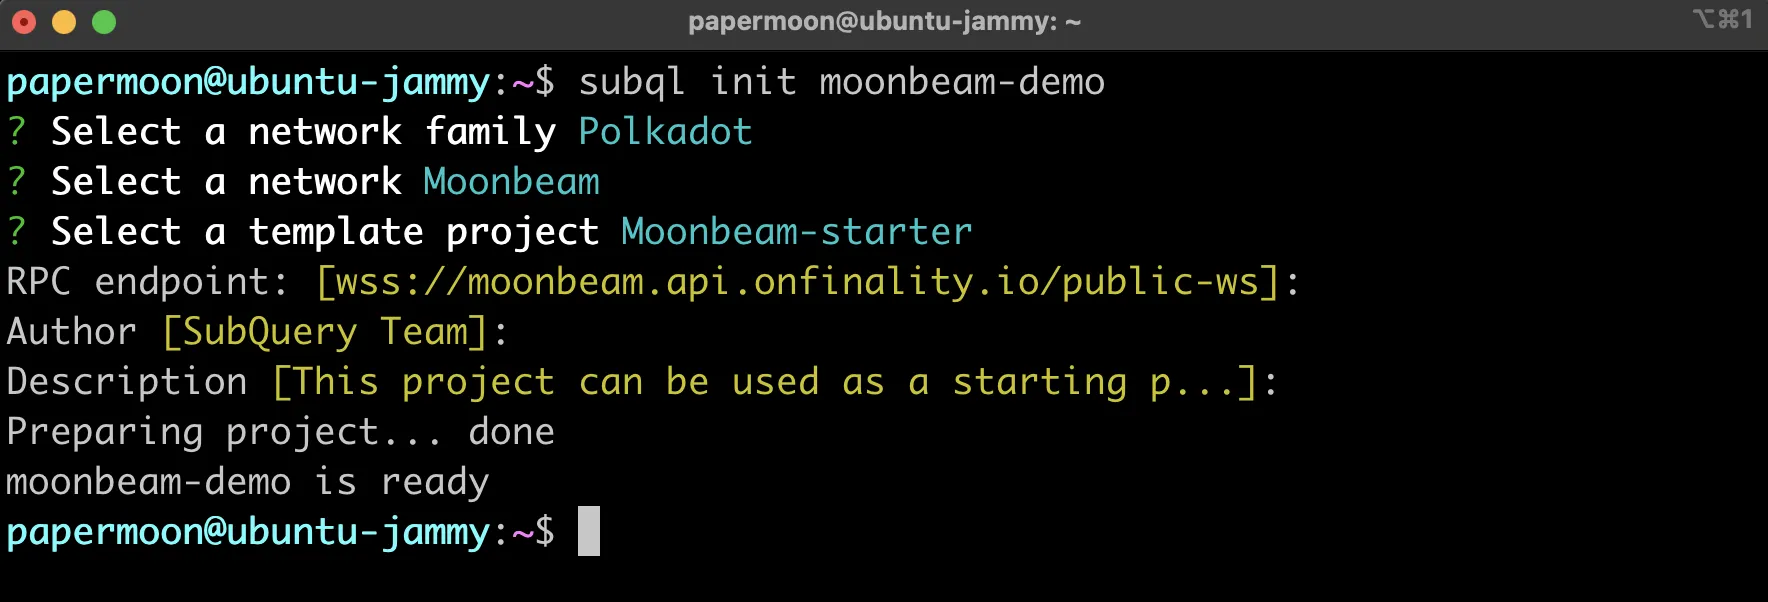 papermoon@ubuntu-jammy: ~
⌥⌘1
papermoon@ubuntu-jammy:~$ subql init moonbeam-demo
? Select a network family Polkadot
? Select a network Moonbeam
? Select a template project Moonbeam-starter
RPC endpoint: [wss://moonbeam.api.onfinality.io/public-ws]:
Author [SubQuery Team]:
Description [This project can be used as a starting p...]:
Preparing project... done
moonbeam-demo is ready
papermoon@ubuntu-jammy:~$